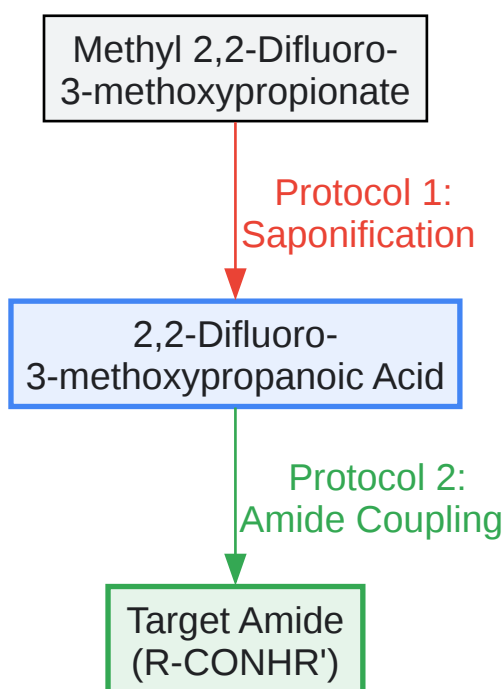 Methyl 2,2-Difluoro-
3-methoxypropionate
Protocol 1:
Saponification
2,2-Difluoro-
3-methoxypropanoic Acid
Protocol 2:
Amide Coupling
Target Amide
(R-CONHR')